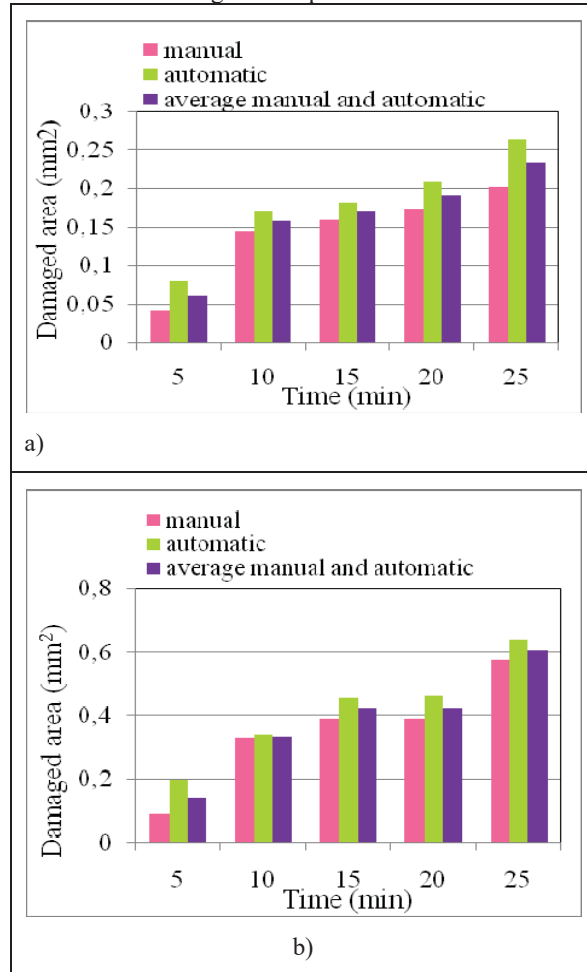 manual
automatic
average manual and automatic
0,3
0,25
0,2
0,15
0,1
0,05
0
Damaged area (mm2)
5 10 15 20 25
Time (min)
a)
manual
automatic
average manual and automatic
0,8
0,6
0,4
0,2
0
Damaged area (mm²)
5 10 15 20 25
Time (min)
b)